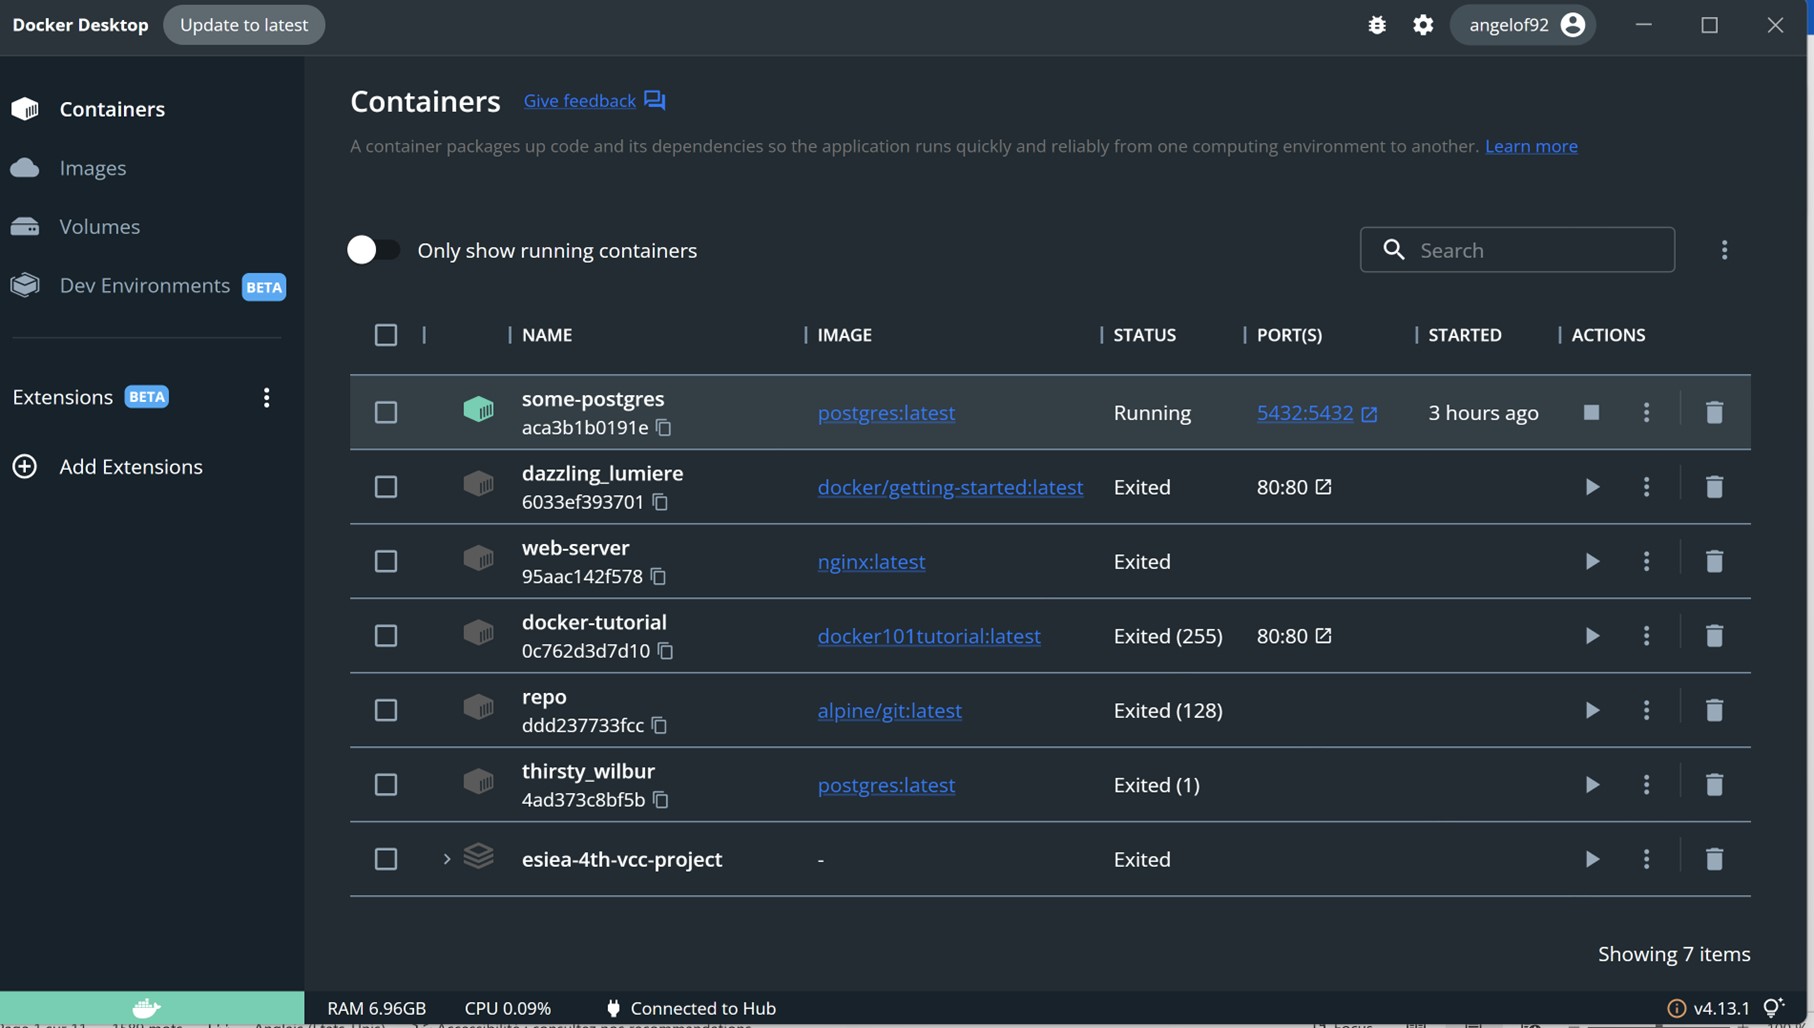 Docker Desktop Update to latest angelof92
Containers
Images
Volumes
Dev Environments BETA
Extensions BETA
Add Extensions
Containers Give feedback
A container packages up code and its dependencies so the application runs quickly and reliably from one computing environment to another. Learn more
Only show running containers Search
NAME IMAGE STATUS PORT(S) STARTED ACTIONS
some-postgres
aca3b1b0191e postgres:latest Running 5432:5432 3 hours ago
dazzling_lumiere
6033ef393701 docker/getting-started:latest Exited 80:80
web-server
95aac142f578 nginx:latest Exited
docker-tutorial
0c762d3d7d10 docker101tutorial:latest Exited (255) 80:80
repo
ddd237733fcc alpine/git:latest Exited (128)
thirsty_wilbur
4ad373c8bf5b postgres:latest Exited (1)
esiea-4th-vcc-project - Exited
Showing 7 items
RAM 6.96GB CPU 0.09% Connected to Hub v4.13.1